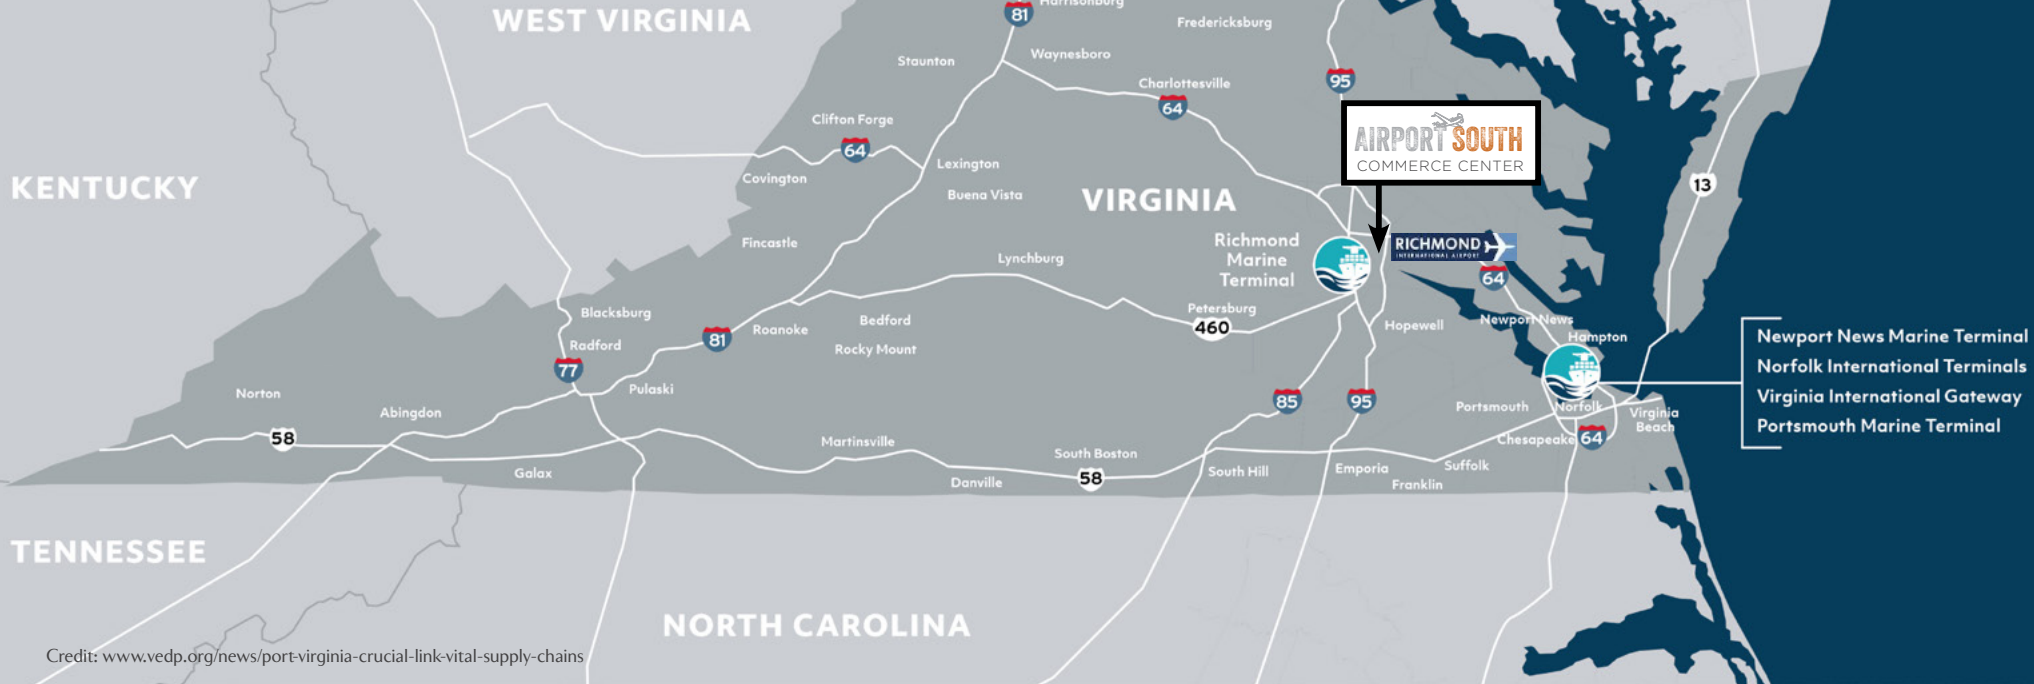 Harrisonburg
81
WEST VIRGINIA
Fredericksburg
Staunton
Waynesboro
95
Charlottesville
64
Clifton Forge
64
AIRPORT SOUTH
COMMERCE CENTER
Lexington
Covington
KENTUCKY
13
Buena Vista
VIRGINIA
Fincastle
Richmond
Marine
Terminal
RICHMOND
INTERNATIONAL AIRPORT
Lynchburg
64
Blacksburg
Petersburg
460
Bedford
Roanoke
Hopewell
Newport News
Hampton
81
Radford
Rocky Mount
77
Newport News Marine Terminal
Norfolk International Terminals
Virginia International Gateway
Portsmouth Marine Terminal
Norton
Pulaski
85
95
Abingdon
Portsmouth
Norfolk
Virginia
Beach
58
Martinsville
Chesapeake
64
South Boston
Galax
Danville
58
South Hill
Emporia
Suffolk
Franklin
TENNESSEE
NORTH CAROLINA
Credit: www.vedp.org/news/port-virginia-crucial-link-vital-supply-chains